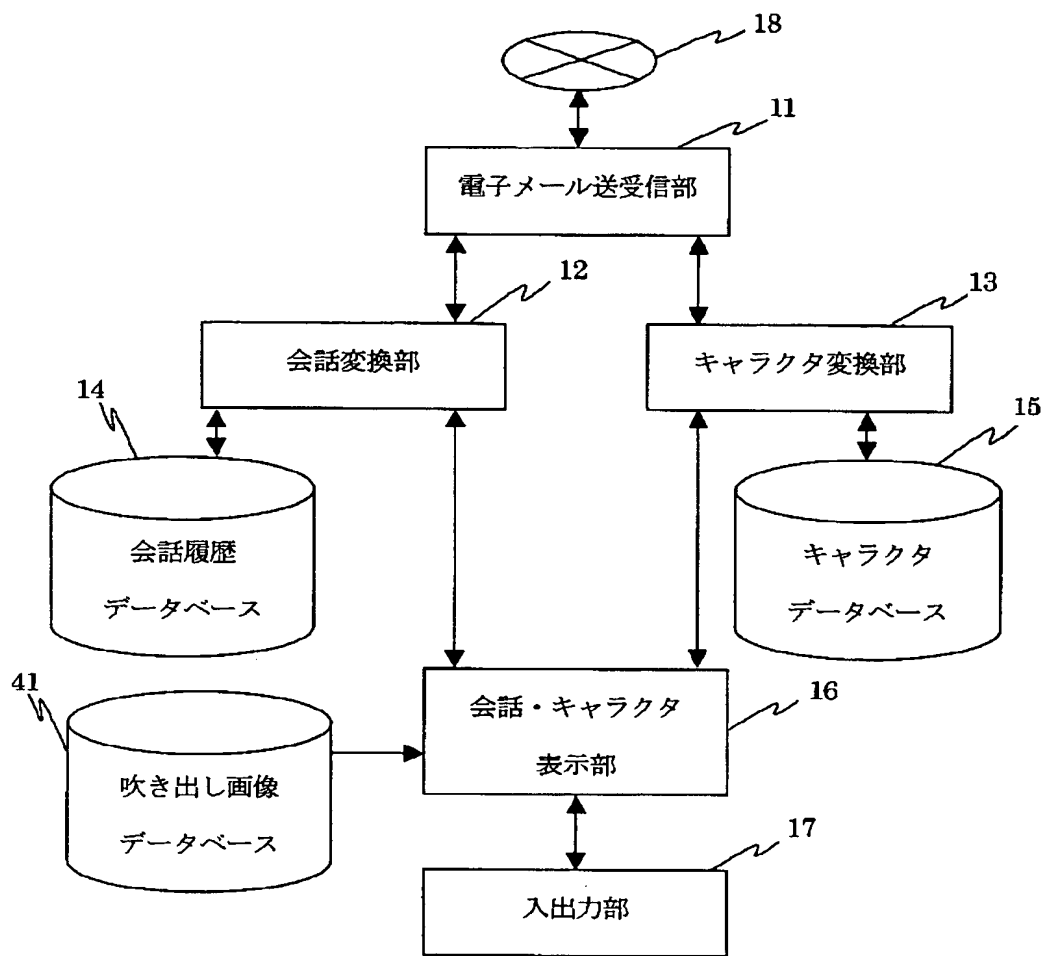 18
11
電子メール送受信部
12
13
会話変換部
キャラクタ変換部
14
15
会話履歴
データベース
キャラクタ
データベース
41
16
会話・キャラクタ
表示部
吹き出し画像
データベース
17
入出力部